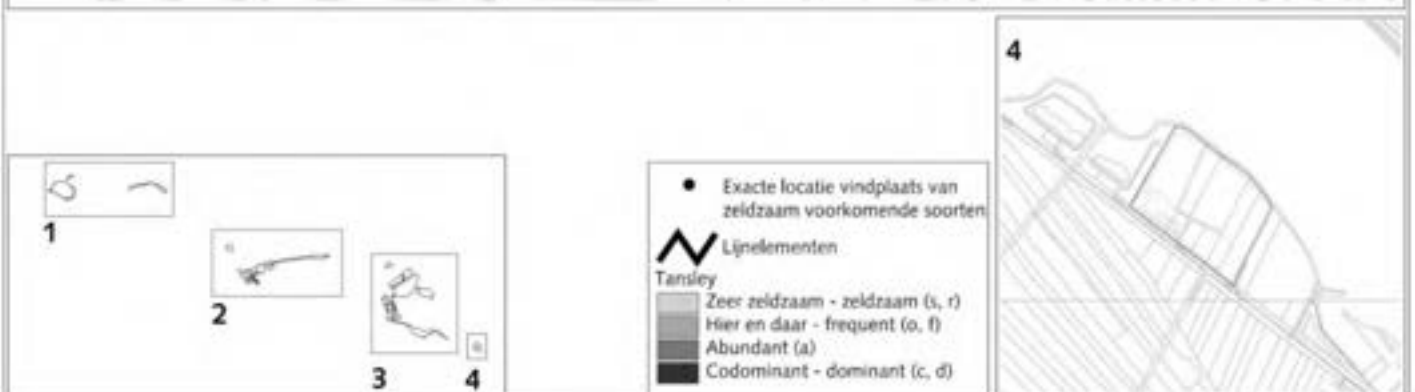 4
1
2
3
4
Exacte locatie vindplaats van
zeldzaam voorkomende soorten
Lijnelementen
Tansley
Zeer zeldzaam - zeldzaam (s, r)
Hier en daar - frequent (o, f)
Abundant (a)
Codominant - dominant (c, d)